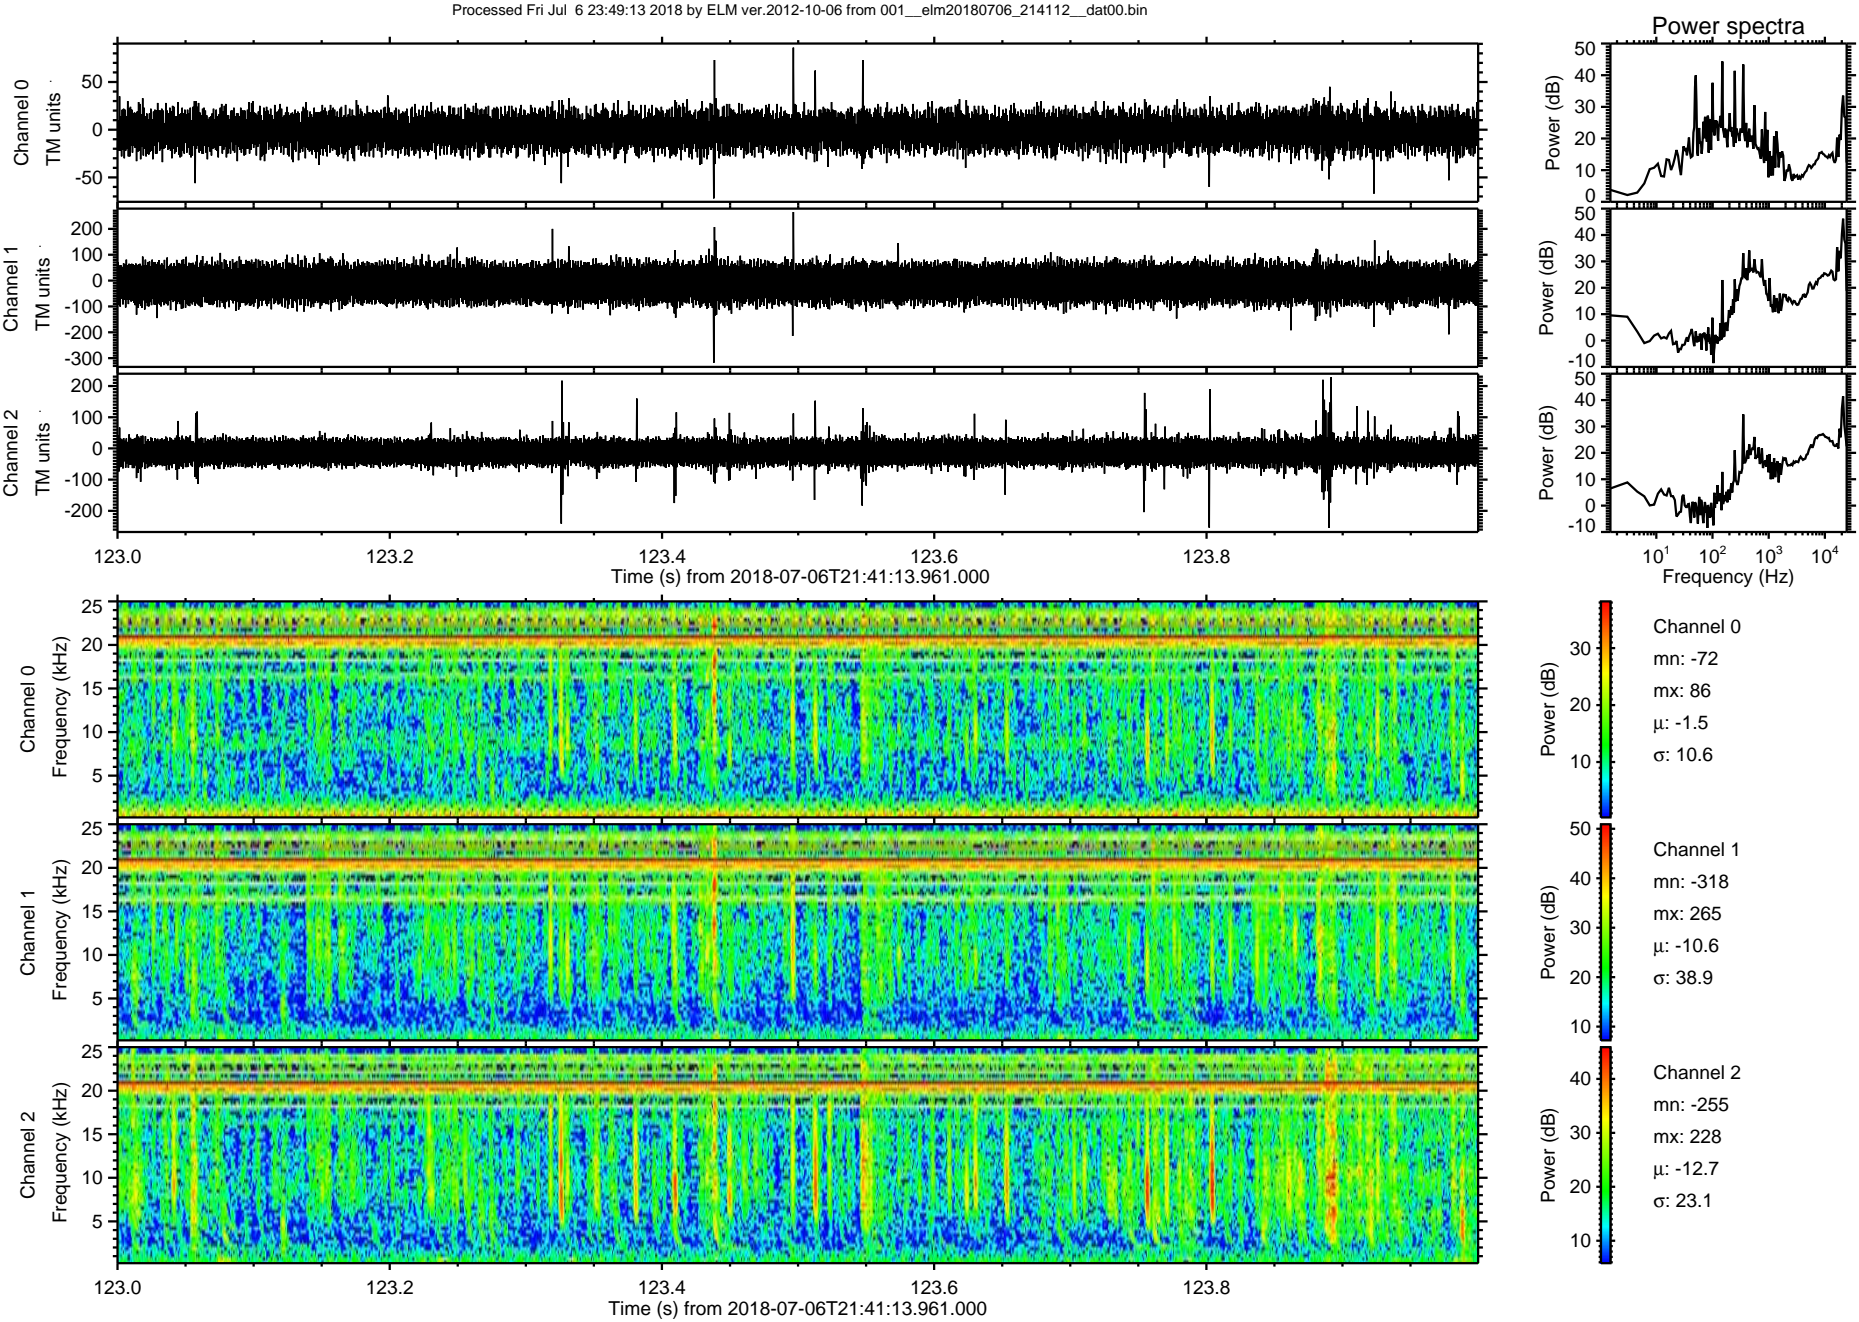 Processed Fri Jul  6 23:49:13 2018 by ELM ver.2012-10-06 from 001__elm20180706_214112__dat00.bin
Power spectra
Channel 0
TM units
50
0
-50
Power (dB)
50
40
30
20
10
0
Channel 1
TM units
200
100
0
-100
-200
-300
Power (dB)
50
40
30
20
10
0
-10
Channel 2
TM units
200
100
0
-100
-200
Power (dB)
50
40
30
20
10
0
-10
123.0 123.2 123.4 123.6 123.8
Time (s) from 2018-07-06T21:41:13.961.000
10¹ 10² 10³ 10⁴
Frequency (Hz)
Channel 0
Frequency (kHz)
25
20
15
10
5
Power (dB)
30
20
10
Channel 0
mn: -72
mx: 86
μ: -1.5
σ: 10.6
Channel 1
Frequency (kHz)
25
20
15
10
5
Power (dB)
50
40
30
20
10
Channel 1
mn: -318
mx: 265
μ: -10.6
σ: 38.9
Channel 2
Frequency (kHz)
25
20
15
10
5
Power (dB)
40
30
20
10
Channel 2
mn: -255
mx: 228
μ: -12.7
σ: 23.1
123.0 123.2 123.4 123.6 123.8
Time (s) from 2018-07-06T21:41:13.961.000